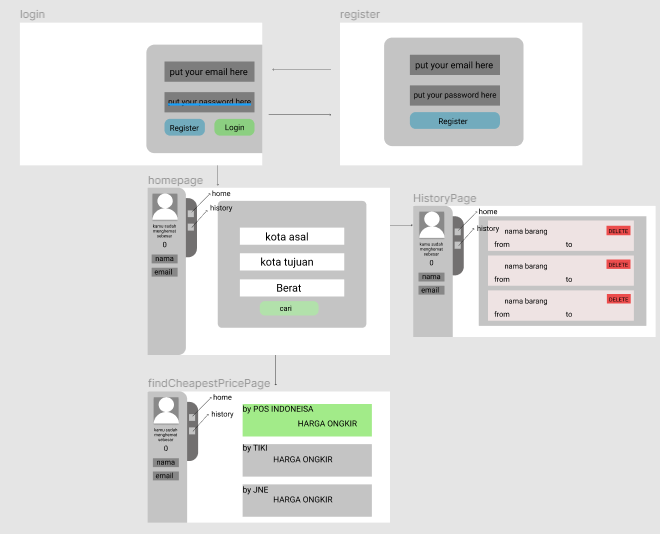 login
put your email here
put your password here
Register
Login
register
put your email here
put your password here
Register
homepage
home
history
kamu sudah
menghemat
sebesar
0
nama
email
kota asal
kota tujuan
Berat
cari
HistoryPage
home
history
kamu sudah
menghemat
sebesar
0
nama
email
nama barang
DELETE
from to
nama barang
DELETE
from to
nama barang
DELETE
from to
findCheapestPricePage
home
history
kamu sudah
menghemat
sebesar
0
nama
email
by POS INDONEISA
HARGA ONGKIR
by TIKI
HARGA ONGKIR
by JNE
HARGA ONGKIR